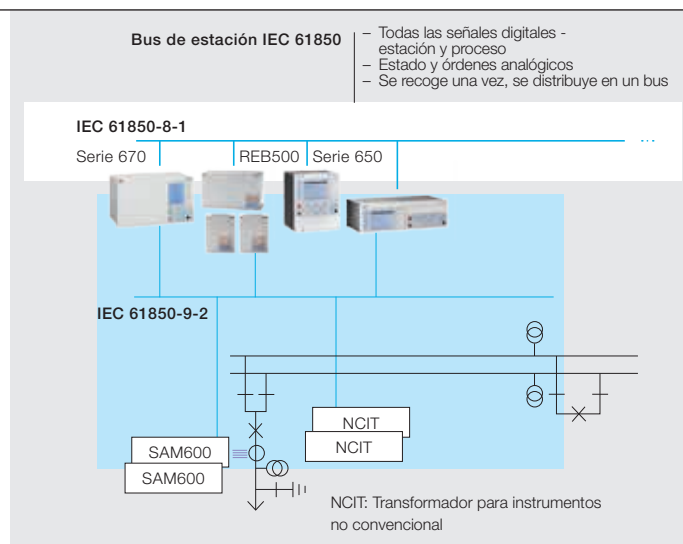 Bus de estación IEC 61850
– Todas las señales digitales -
estación y proceso
– Estado y órdenes analógicos
– Se recoge una vez, se distribuye en un bus
IEC 61850-8-1
...
Serie 670
REB500
Serie 650
IEC 61850-9-2
NCIT
NCIT
SAM600
SAM600
NCIT: Transformador para instrumentos
no convencional